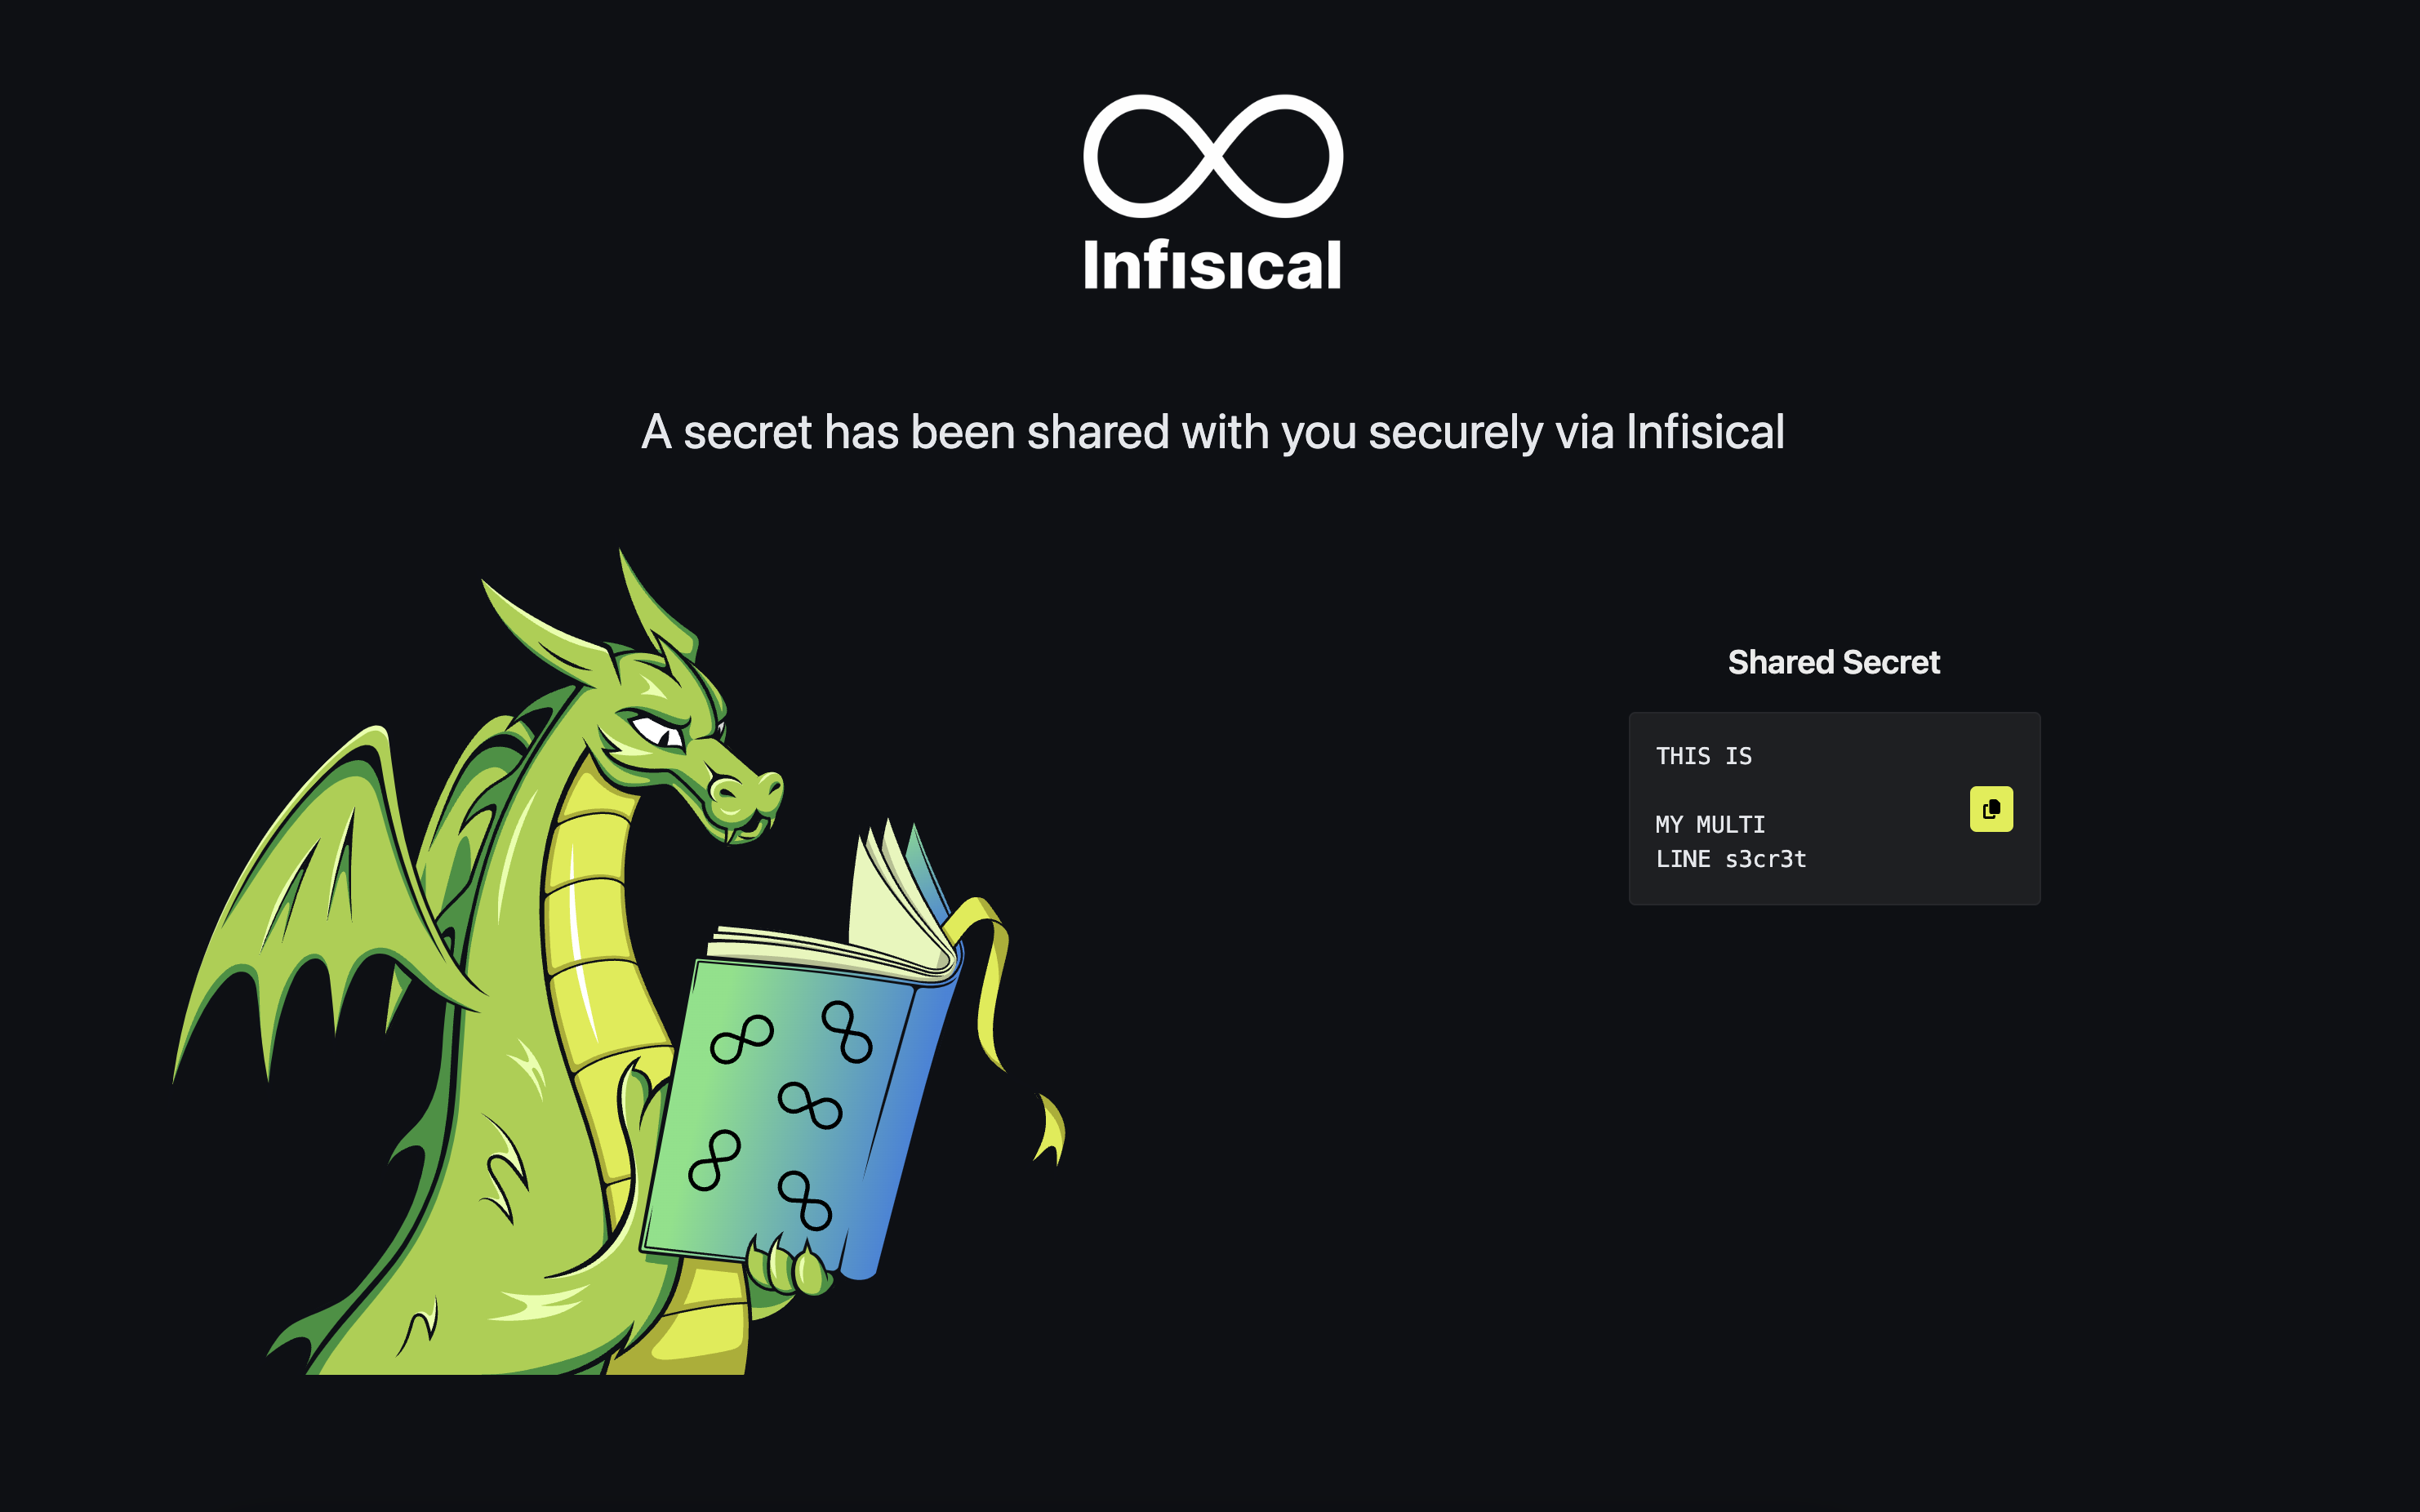 Infisical
A secret has been shared with you securely via Infisical
Shared Secret
THIS IS
MY MULTI
LINE s3cr3t